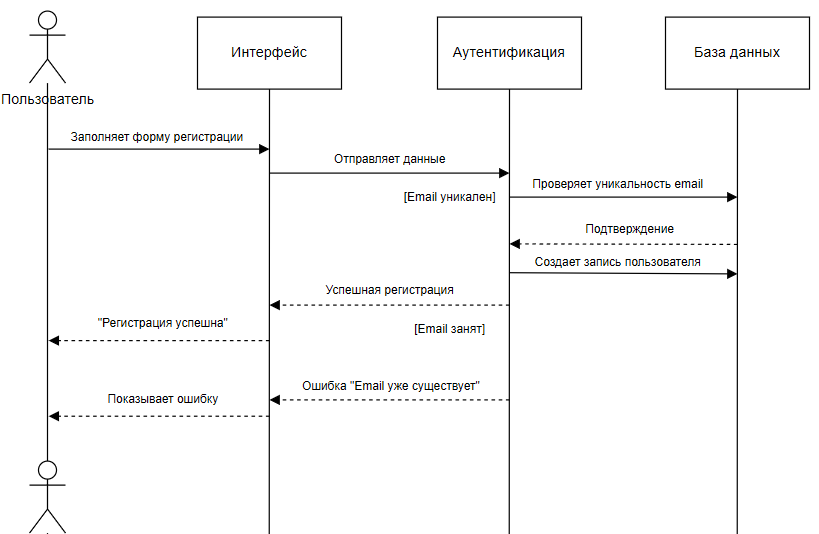 Интерфейс
Аутентификация
База данных
Пользователь
Заполняет форму регистрации
Отправляет данные
Проверяет уникальность email
[Email уникален]
Подтверждение
Создает запись пользователя
Успешная регистрация
"Регистрация успешна"
[Email занят]
Ошибка "Email уже существует"
Показывает ошибку